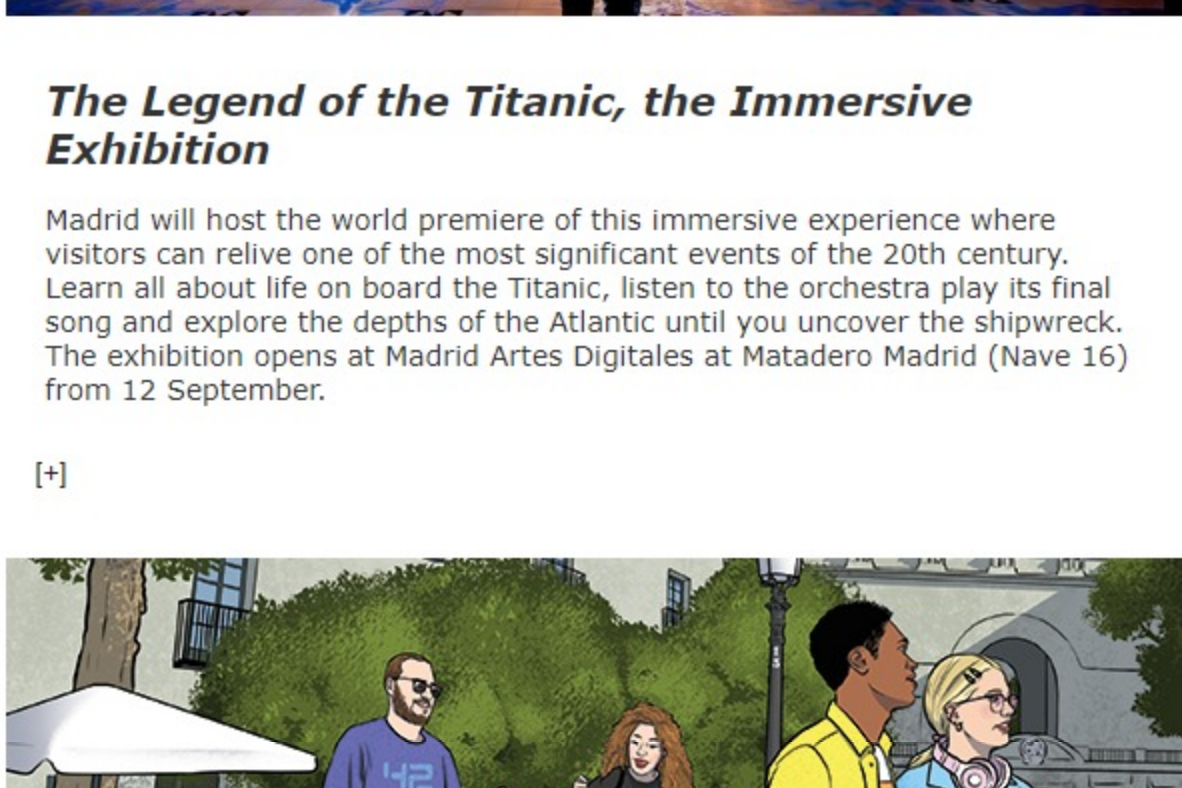 The Legend of the Titanic, the Immersive
Exhibition
Madrid will host the world premiere of this immersive experience where
visitors can relive one of the most significant events of the 20th century.
Learn all about life on board the Titanic, listen to the orchestra play its final
song and explore the depths of the Atlantic until you uncover the shipwreck.
The exhibition opens at Madrid Artes Digitales at Matadero Madrid (Nave 16)
from 12 September.
[+]
42